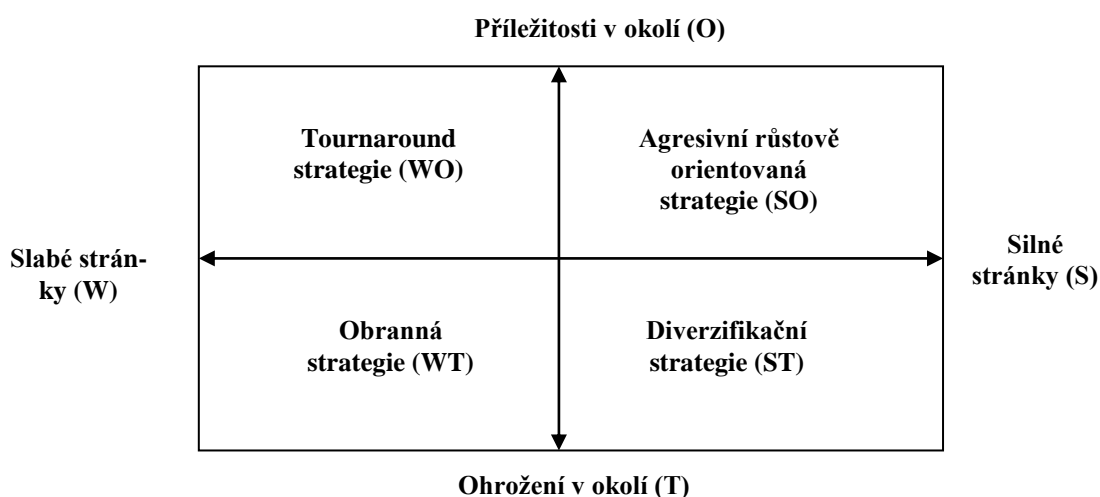 Příležitosti v okolí (O)
Tournaround
strategie (WO)
Agresivní růstově
orientovaná
strategie (SO)
Slabé strán-
ky (W)
Silné
stránky (S)
Obranná
strategie (WT)
Diverzifikační
strategie (ST)
Ohrožení v okolí (T)